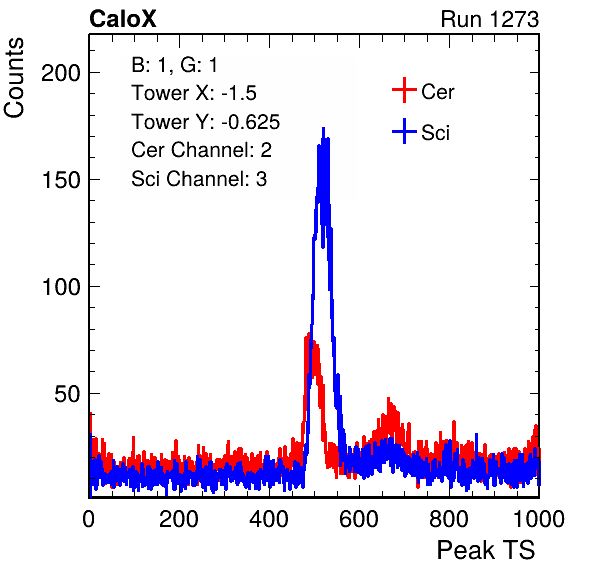 CaloX Run 1273
Counts
B: 1, G: 1
Tower X: -1.5
Tower Y: -0.625
Cer Channel: 2
Sci Channel: 3
Cer
Sci
200
150
100
50
0 200 400 600 800 1000
Peak TS